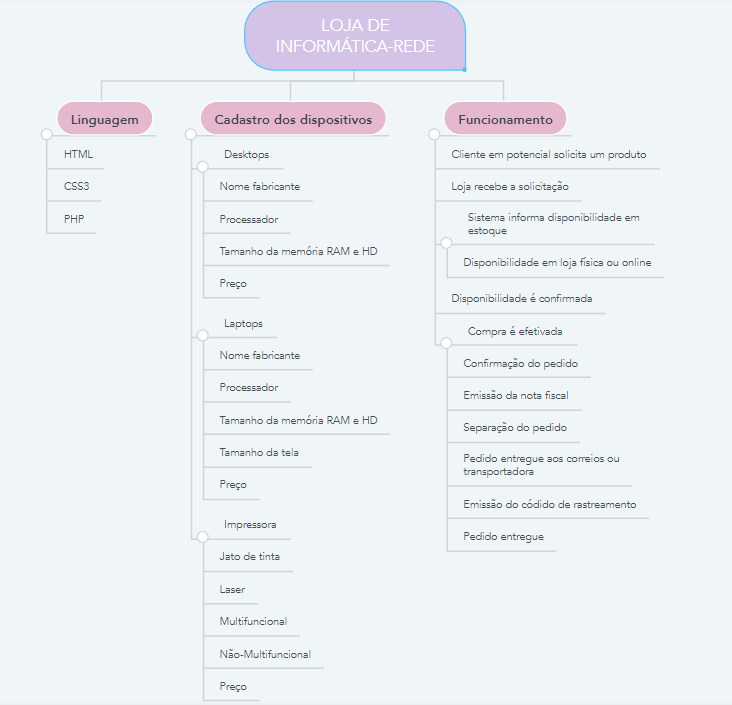 LOJA DE
INFORMÁTICA-REDE
Linguagem
HTML
CSS3
PHP
Cadastro dos dispositivos
Desktops
Nome fabricante
Processador
Tamanho da memória RAM e HD
Preço
Laptops
Nome fabricante
Processador
Tamanho da memória RAM e HD
Tamanho da tela
Preço
Impressora
Jato de tinta
Laser
Multifuncional
Não-Multifuncional
Preço
Funcionamento
Cliente em potencial solicita um produto
Loja recebe a solicitação
Sistema informa disponibilidade em
estoque
Disponibilidade em loja física ou online
Disponibilidade é confirmada
Compra é efetivada
Confirmação do pedido
Emissão da nota fiscal
Separação do pedido
Pedido entregue aos correios ou
transportadora
Emissão do códido de rastreamento
Pedido entregue